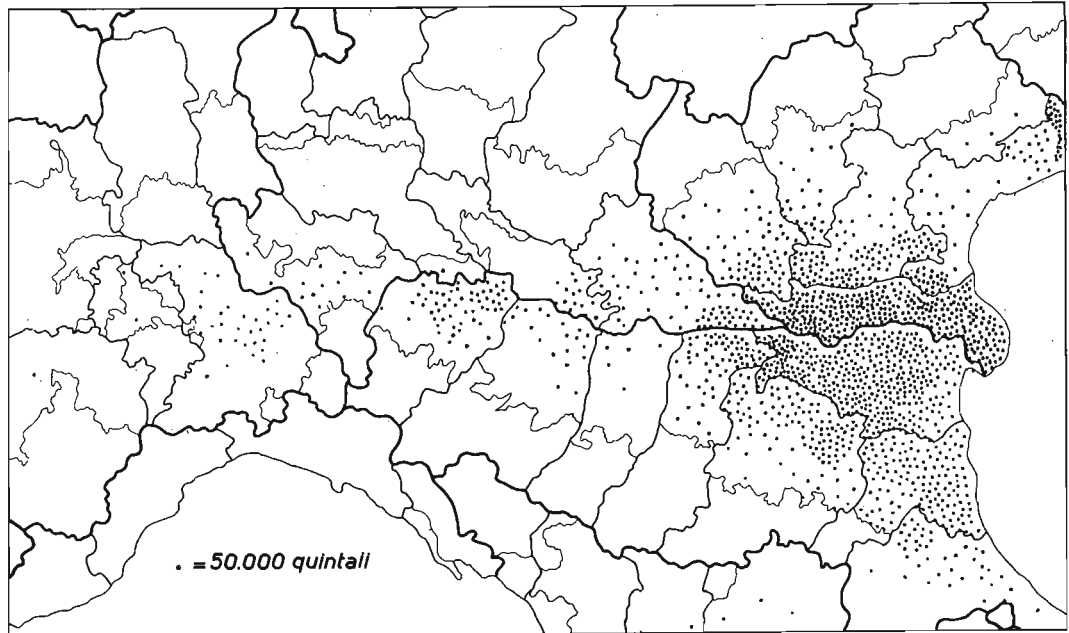 . = 50.000 quintali